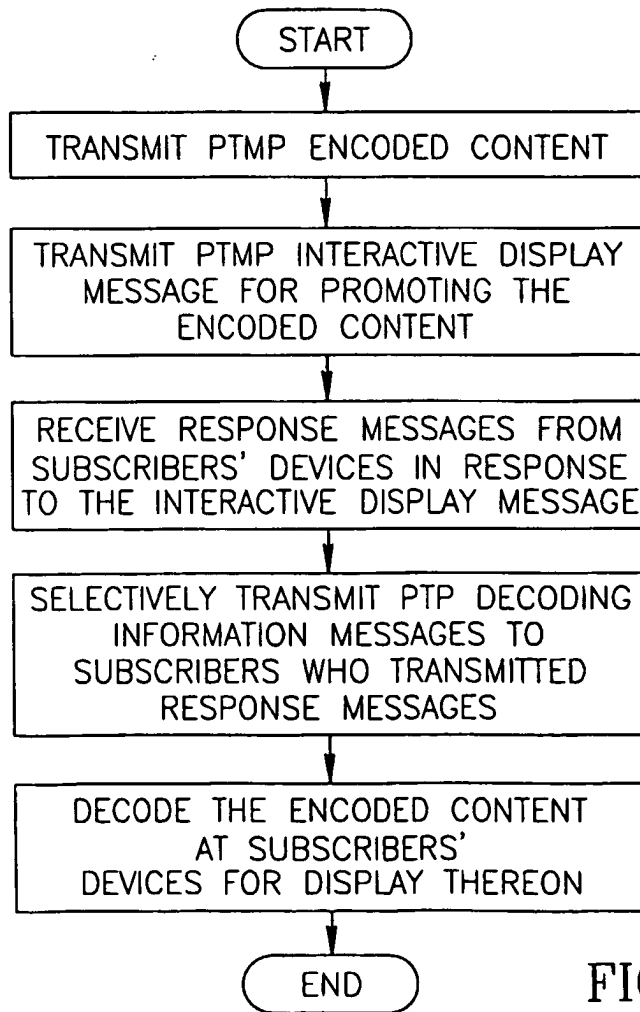 START
TRANSMIT PTMP ENCODED CONTENT
TRANSMIT PTMP INTERACTIVE DISPLAY
MESSAGE FOR PROMOTING THE
ENCODED CONTENT
RECEIVE RESPONSE MESSAGES FROM
SUBSCRIBERS' DEVICES IN RESPONSE
TO THE INTERACTIVE DISPLAY MESSAGE
SELECTIVELY TRANSMIT PTP DECODING
INFORMATION MESSAGES TO
SUBSCRIBERS WHO TRANSMITTED
RESPONSE MESSAGES
DECODE THE ENCODED CONTENT
AT SUBSCRIBERS'
DEVICES FOR DISPLAY THEREON
END